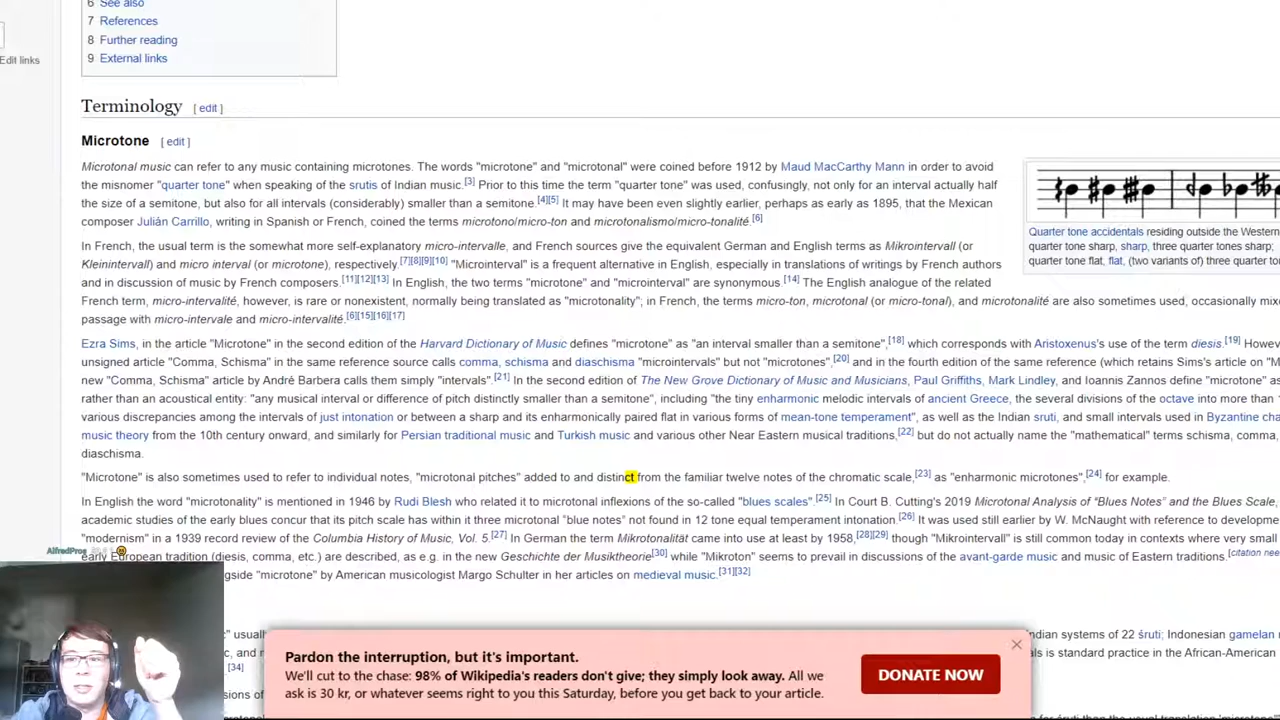 6 See also
7 References
8 Further reading
9 External links
Edit links
Terminology [ edit ]
Microtone [ edit ]
Microtonal music can refer to any music containing microtones. The words "microtone" and "microtonal" were coined before 1912 by Maud MacCarthy Mann in order to avoid
the misnomer "quarter tone" when speaking of the srutis of Indian music.[3] Prior to this time the term "quarter tone" was used, confusingly, not only for an interval actually half
the size of a semitone, but also for all intervals (considerably) smaller than a semitone.[4][5] It may have been even slightly earlier, perhaps as early as 1895, that the Mexican
composer Julián Carrillo, writing in Spanish or French, coined the terms microtono/micro-ton and microtonalismo/micro-tonalité.[6]
Quarter tone accidentals residing outside the Western
quarter tone sharp, sharp, three quarter tones sharp;
quarter tone flat, flat, (two variants of) three quarter
In French, the usual term is the somewhat more self-explanatory micro-intervalle, and French sources give the equivalent German and English terms as Mikrointervall (or
Kleinintervall) and micro interval (or microtone), respectively.[7][8][9][10] "Microinterval" is a frequent alternative in English, especially in translations of writings by French authors
and in discussion of music by French composers.[11][12][13] In English, the two terms "microtone" and "microinterval" are synonymous.[14] The English analogue of the related
French term, micro-intervalité, however, is rare or nonexistent, normally being translated as "microtonality"; in French, the terms micro-ton, microtonal (or micro-tonal), and microtonalité are also sometimes used, occasionally
passage with micro-intervale and micro-intervalité.[6][15][16][17]
Ezra Sims, in the article "Microtone" in the second edition of the Harvard Dictionary of Music defines "microtone" as "an interval smaller than a semitone",[18] which corresponds with Aristoxenus's use of the term diesis.[19]
unsigned article "Comma, Schisma" in the same reference source calls comma, schisma and diaschisma "microintervals" but not "microtones",[20] and in the fourth edition of the same reference (which retains Sims's article on
new "Comma, Schisma" article by André Barbera calls them simply "intervals".[21] In the second edition of The New Grove Dictionary of Music and Musicians, Paul Griffiths, Mark Lindley, and Ioannis Zannos define "microtone" as
rather than an acoustical entity: "any musical interval or difference of pitch distinctly smaller than a semitone", including "the tiny enharmonic melodic intervals of ancient Greece, the several divisions of the octave into more than
various discrepancies among the intervals of just intonation or between a sharp and its enharmonically paired flat in various forms of mean-tone temperament", as well as the Indian sruti, and small intervals used in Byzantine
music theory from the 10th century onward, and similarly for Persian traditional music and Turkish music and various other Near Eastern musical traditions,[22] but do not actually name the "mathematical" terms schisma, comma,
diaschisma.
"Microtone" is also sometimes used to refer to individual notes, "microtonal pitches" added to and distinct from the familiar twelve notes of the chromatic scale,[23] as "enharmonic microtones",[24] for example.
In English the word "microtonality" is mentioned in 1946 by Rudi Blesh who related it to microtonal inflexions of the so-called "blues scales".[25] In Court B. Cutting's 2019 Microtonal Analysis of "Blues Notes" and the Blues Scale,
academic studies of the early blues concur that its pitch scale has within it three microtonal "blue notes" not found in 12 tone equal temperament intonation.[26] It was used still earlier by W. McNaught with reference to
"modernism" in a 1939 record review of the Columbia History of Music, Vol. 5.[27] In German the term Mikrotonalität came into use at least by 1958,[28][29] though "Mikrointervall" is still common today in contexts where very small
early European tradition (diesis, comma, etc.) are described, as e.g. in the new Geschichte der Musiktheorie[30] while "Mikroton" seems to prevail in discussions of the avant-garde music and music of Eastern traditions.[citation
"microtone" by American musicologist Margo Schulter in her articles on medieval music.[31][32]
AlfredPros
systems of 22 śruti; Indonesian gamelan
is standard practice in the African-American
[34]
Pardon the interruption, but it's important.
We'll cut to the chase: 98% of Wikipedia's readers don't give; they simply look away. All we
ask is 30 kr, or whatever seems right to you this Saturday, before you get back to your article.
DONATE NOW